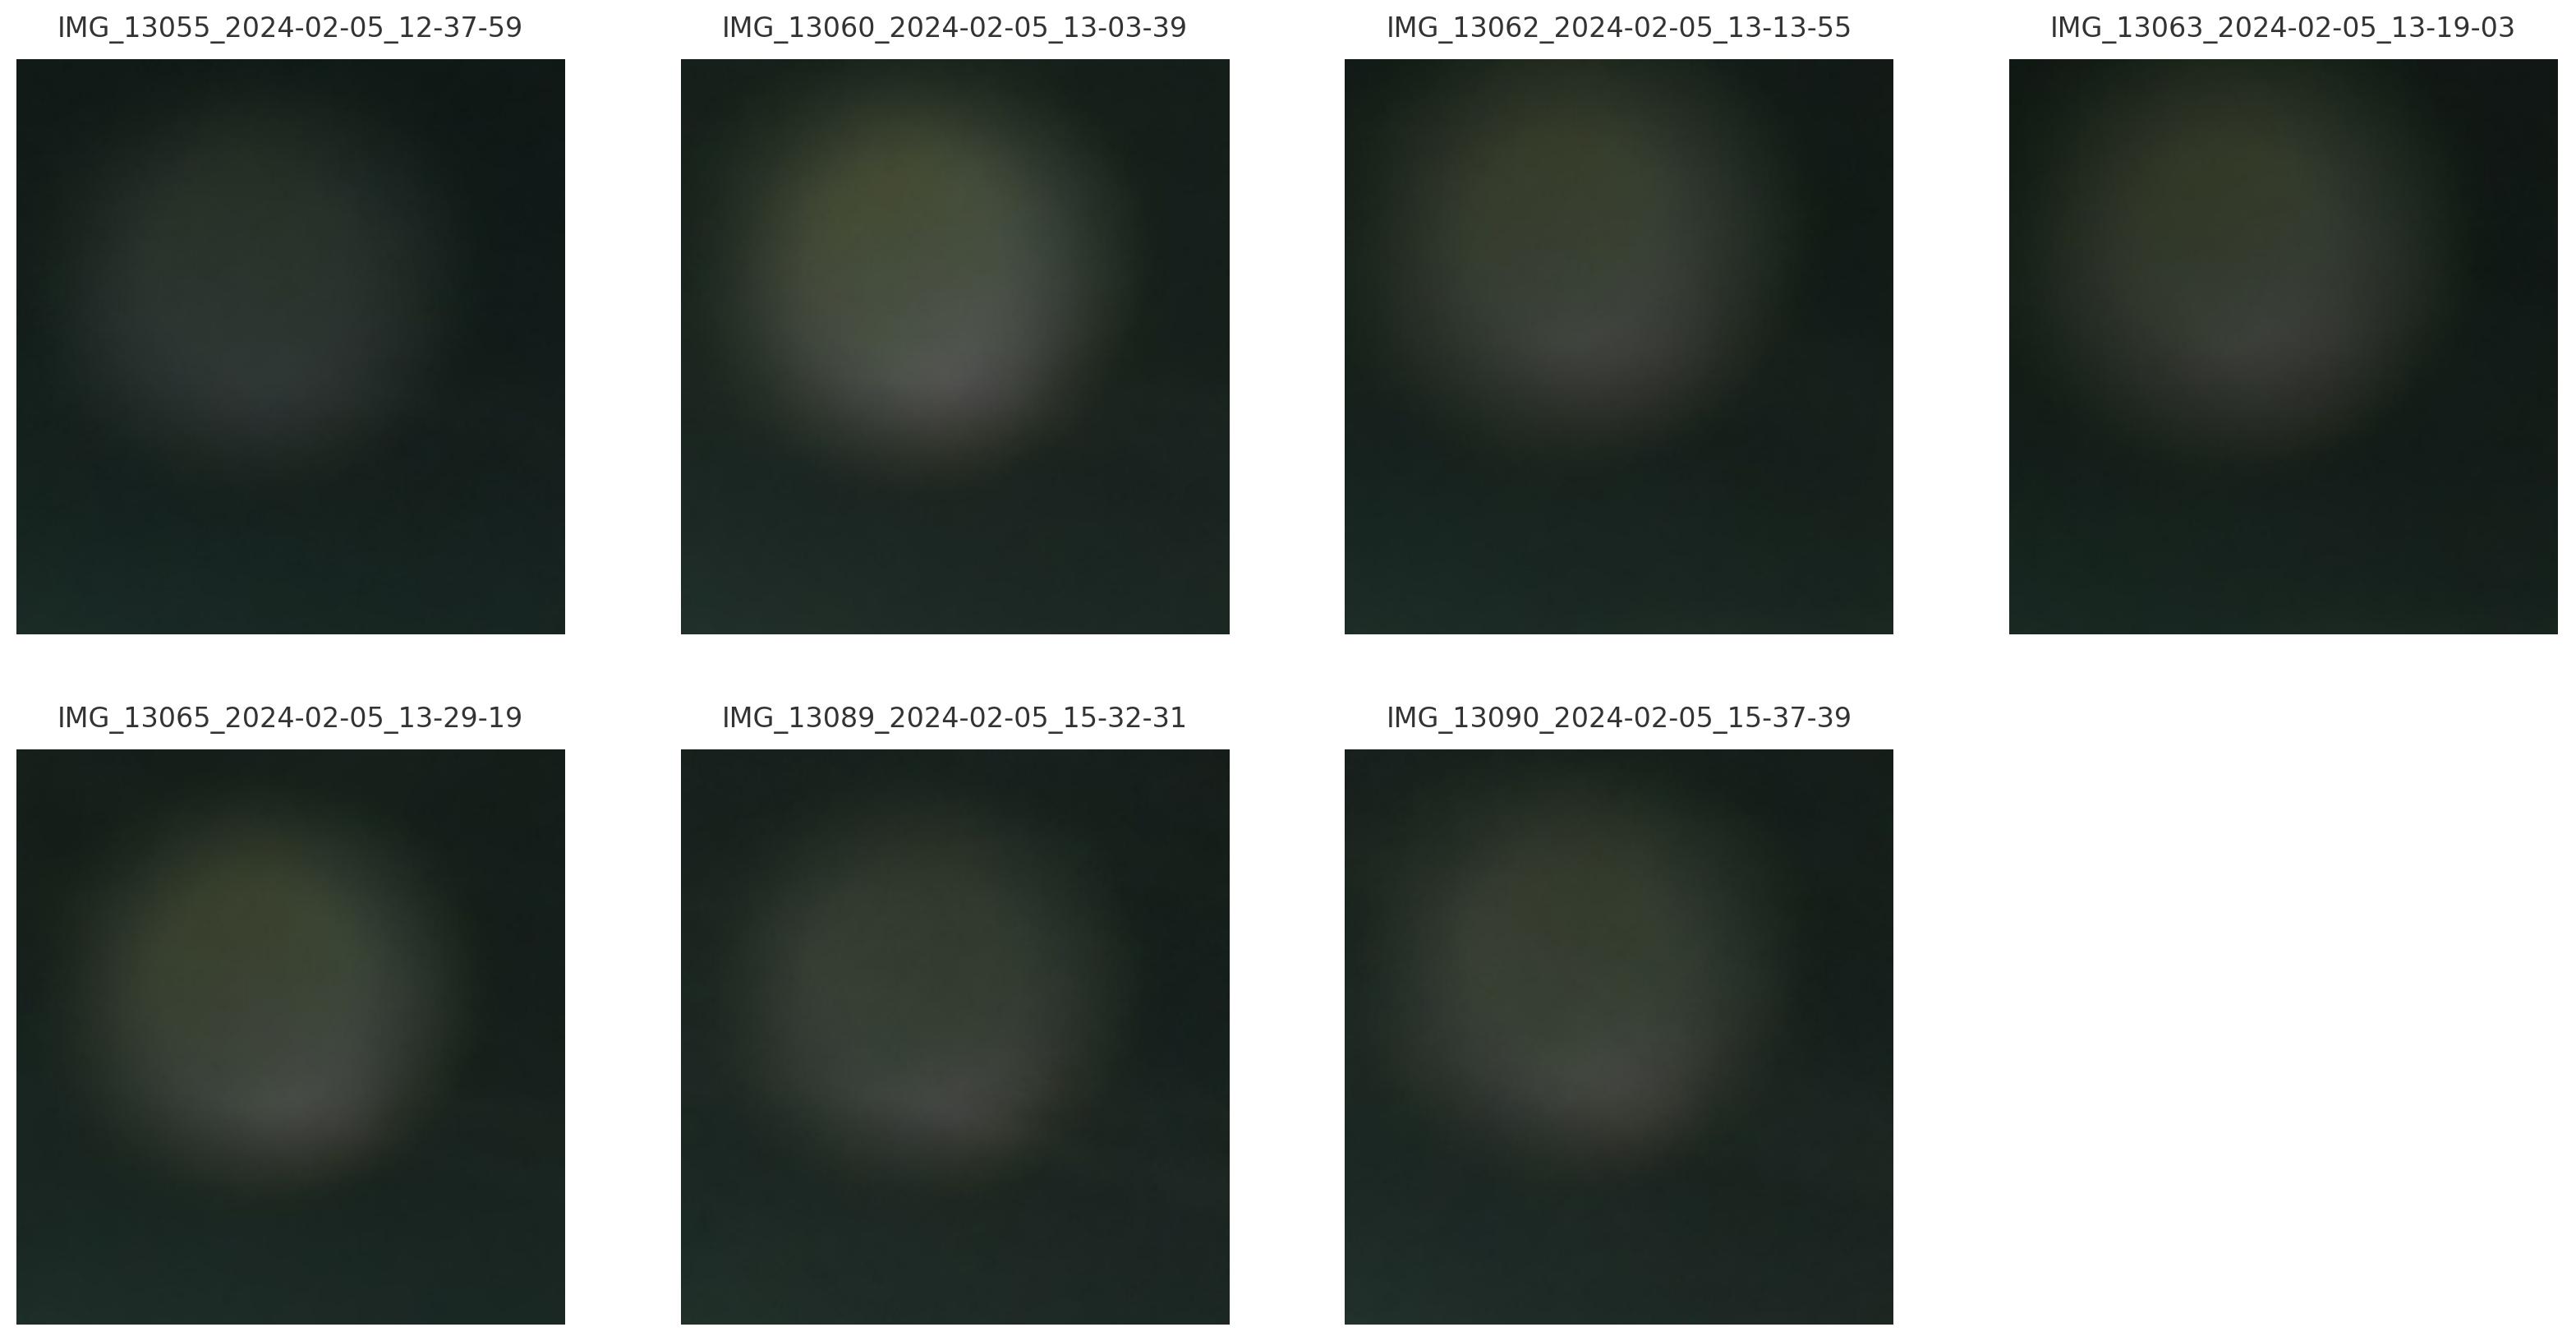 IMG_13055_2024-02-05_12-37-59
IMG_13060_2024-02-05_13-03-39
IMG_13062_2024-02-05_13-13-55
IMG_13063_2024-02-05_13-19-03
IMG_13065_2024-02-05_13-29-19
IMG_13089_2024-02-05_15-32-31
IMG_13090_2024-02-05_15-37-39